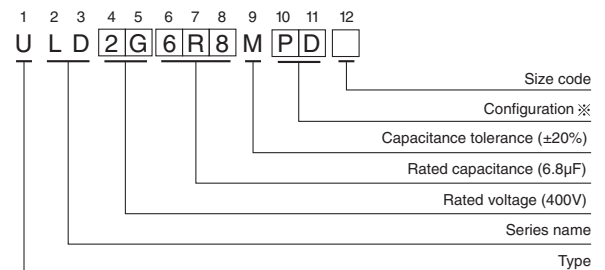 1 2 3 4 5 6 7 8 9 10 11 12
U L D 2 G 6 R 8 M P D
Size code
Configuration ※
Capacitance tolerance (±20%)
Rated capacitance (6.8µF)
Rated voltage (400V)
Series name
Type